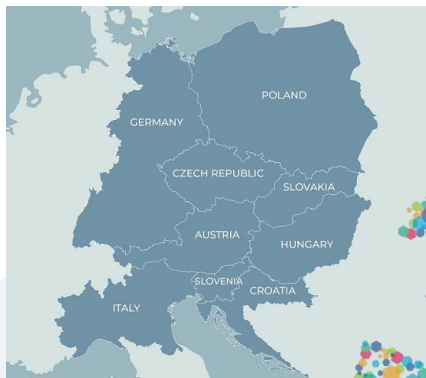 POLAND
GERMANY
CZECH REPUBLIC
SLOVAKIA
AUSTRIA
HUNGARY
SLOVENIA
CROATIA
ITALY